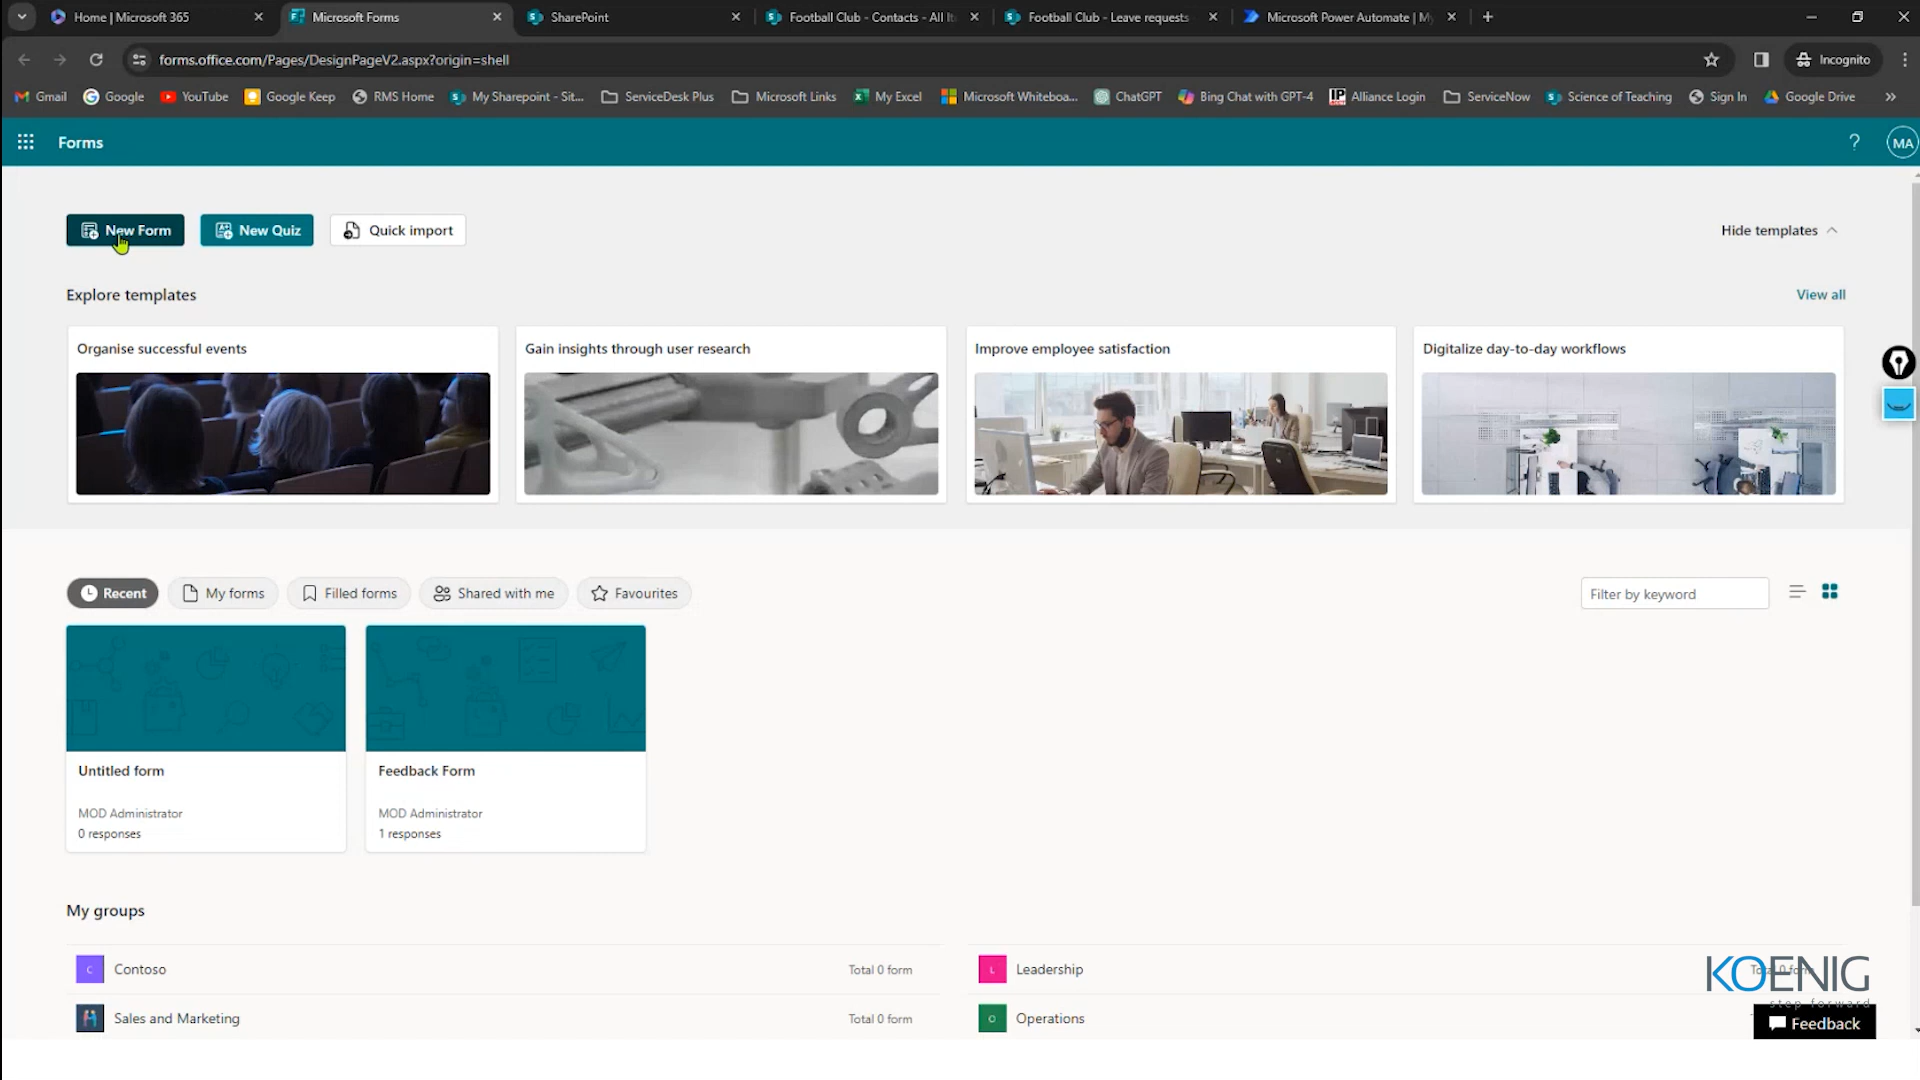 Home | Microsoft 365
Microsoft Forms
SharePoint
Football Club - Contacts - All It
Football Club - Leave requests
Microsoft Power Automate | My
forms.office.com/Pages/DesignPageV2.aspx?origin=shell
Incognito
Gmail
Google
YouTube
Google Keep
RMS Home
My Sharepoint - Sit...
ServiceDesk Plus
Microsoft Links
My Excel
Microsoft Whiteboa...
ChatGPT
Bing Chat with GPT-4
Alliance Login
ServiceNow
Science of Teaching
Sign In
Google Drive
Forms
?
MA
New Form
New Quiz
Quick import
Hide templates
Explore templates
View all
Organise successful events
Gain insights through user research
Improve employee satisfaction
Digitalize day-to-day workflows
Recent
My forms
Filled forms
Shared with me
Favourites
Filter by keyword
Untitled form
MOD Administrator
0 responses
Feedback Form
MOD Administrator
1 responses
My groups
C
Contoso
Total 0 form
L
Leadership
KOENIG
step forward
Sales and Marketing
Total 0 form
O
Operations
Feedback